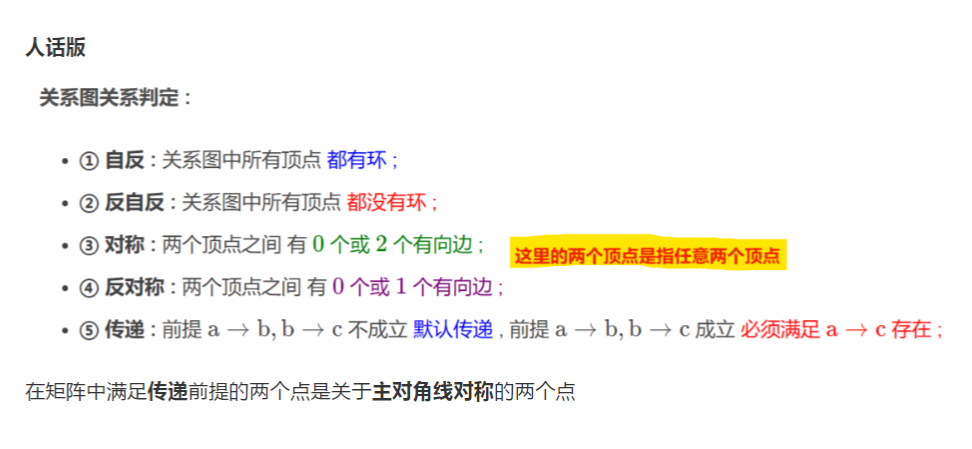 人话版
关系图关系判定 :
• ① 自反 : 关系图中所有顶点 都有环 ;
• ② 反自反 : 关系图中所有顶点 都没有环 ;
• ③ 对称 : 两个顶点之间 有 0 个或 2 个有向边 ; 这里的两个顶点是指任意两个顶点
• ④ 反对称 : 两个顶点之间 有 0 个或 1 个有向边 ;
• ⑤ 传递 : 前提 a → b, b → c 不成立 默认传递 , 前提 a → b, b → c 成立 必须满足 a → c 存在 ;
在矩阵中满足传递前提的两个点是关于主对角线对称的两个点